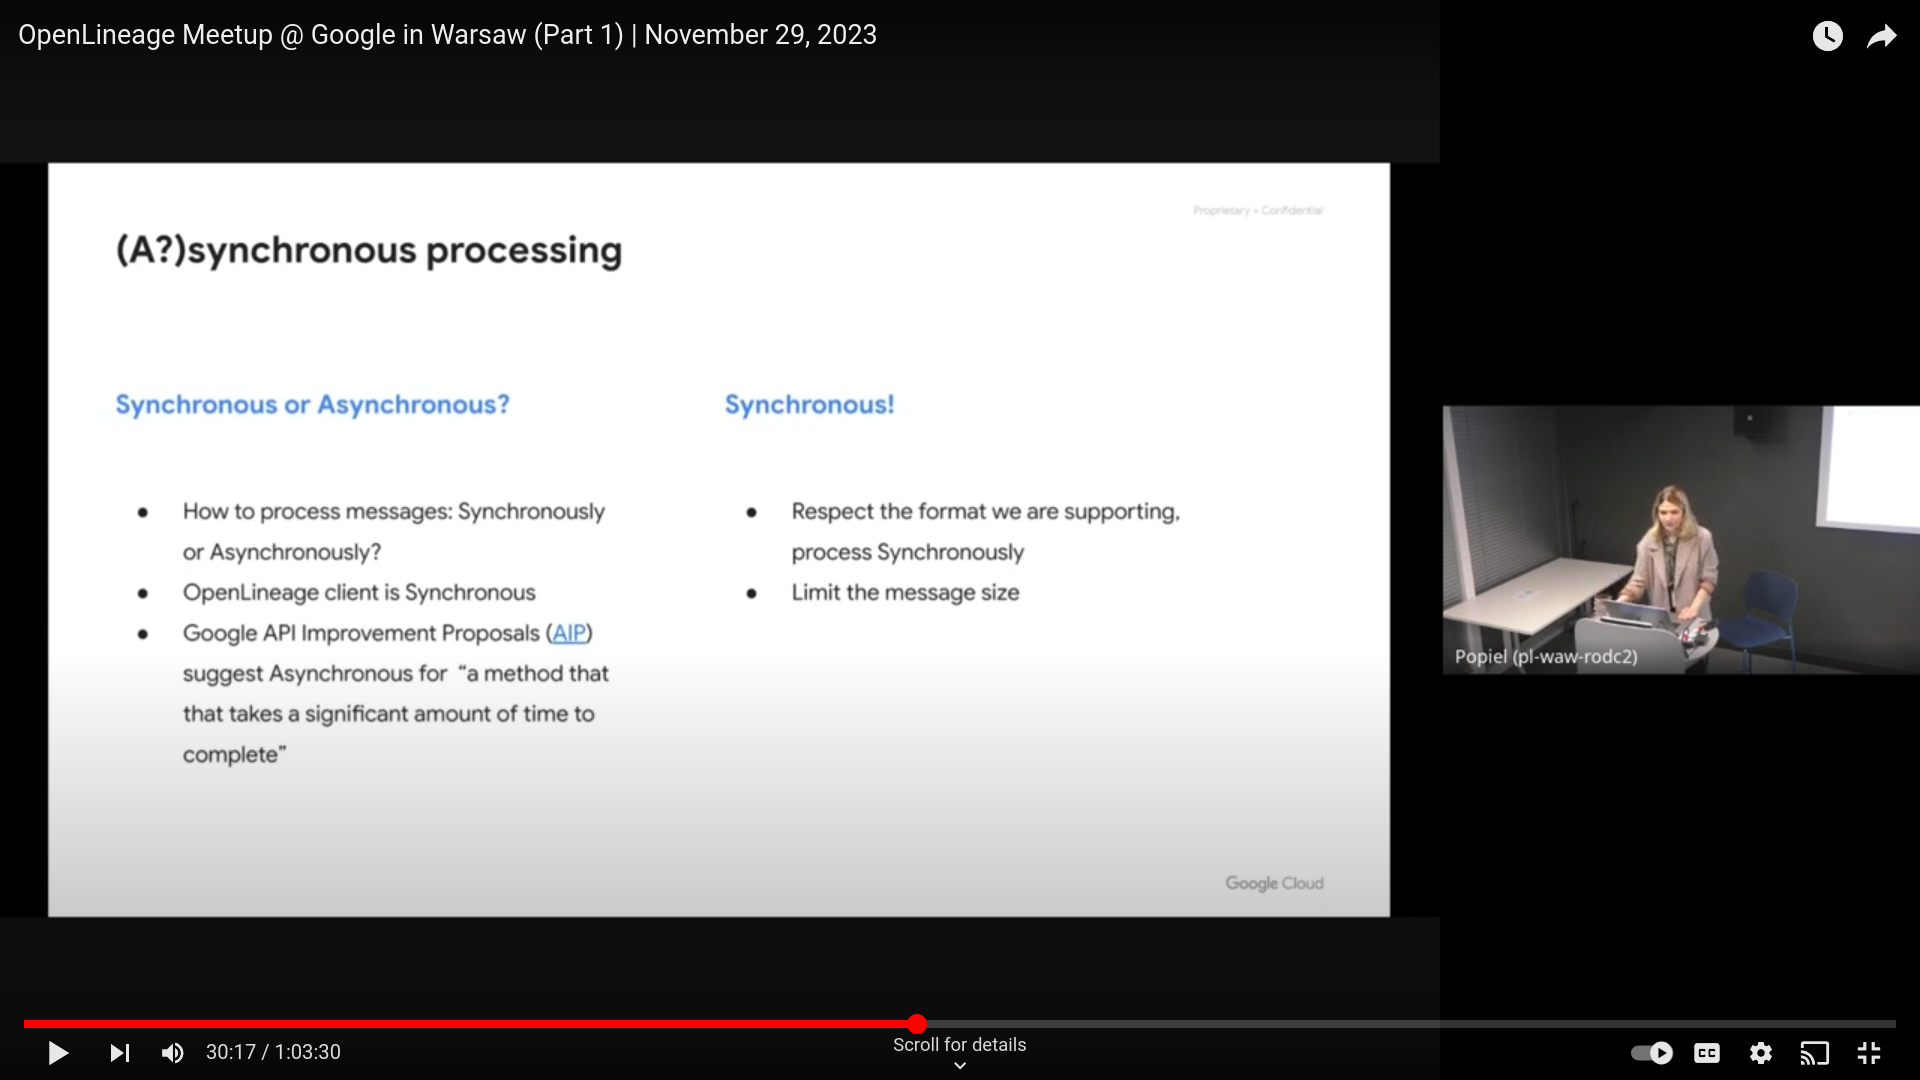 OpenLineage Meetup @ Google in Warsaw (Part 1) | November 29, 2023
Proprietary + Confidential
(A?)synchronous processing
Synchronous or Asynchronous?
● How to process messages: Synchronously
or Asynchronously?
● OpenLineage client is Synchronous
● Google API Improvement Proposals (AIP)
suggest Asynchronous for “a method that
that takes a significant amount of time to
complete”
Synchronous!
● Respect the format we are supporting,
process Synchronously
● Limit the message size
Google Cloud
Popiel (pl-waw-rodc2)
30:17 / 1:03:30
Scroll for details
CC